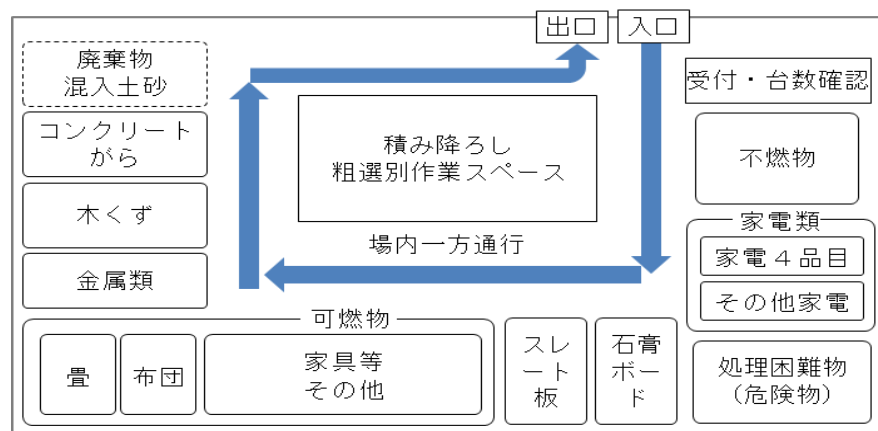 出口
入口
廃棄物
混入土砂
受付・台数確認
コンクリート
がら
積み降ろし
粗選別作業スペース
不燃物
木くず
場内一方通行
家電類
家電４品目
金属類
その他家電
可燃物
畳
布団
家具等
その他
スレ
ート
板
石膏
ボー
ド
処理困難物
(危険物)